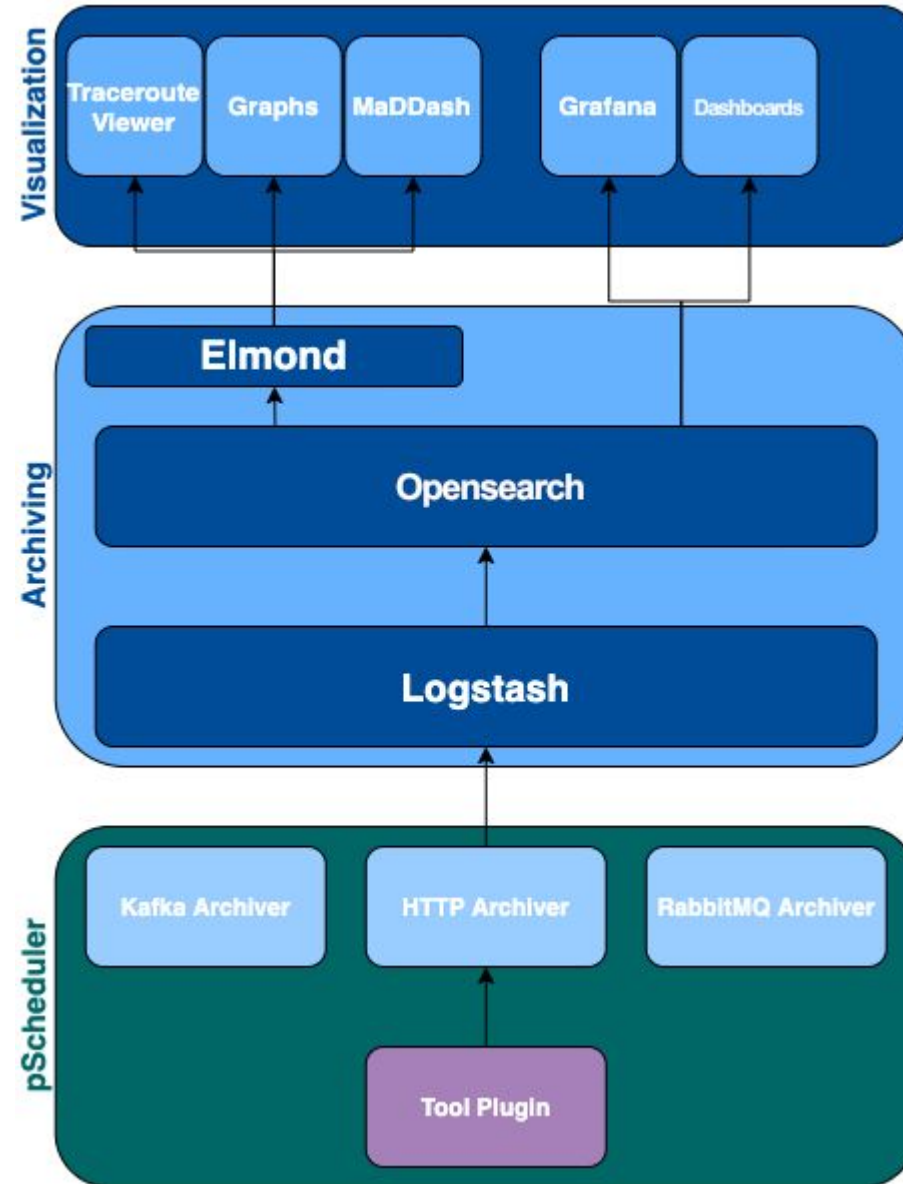 Visualization
Traceroute
Viewer
Graphs
MaDDash
Grafana
Dashboards
Archiving
Elmond
Opensearch
Logstash
pScheduler
Kafka Archiver
HTTP Archiver
RabbitMQ Archiver
Tool Plugin